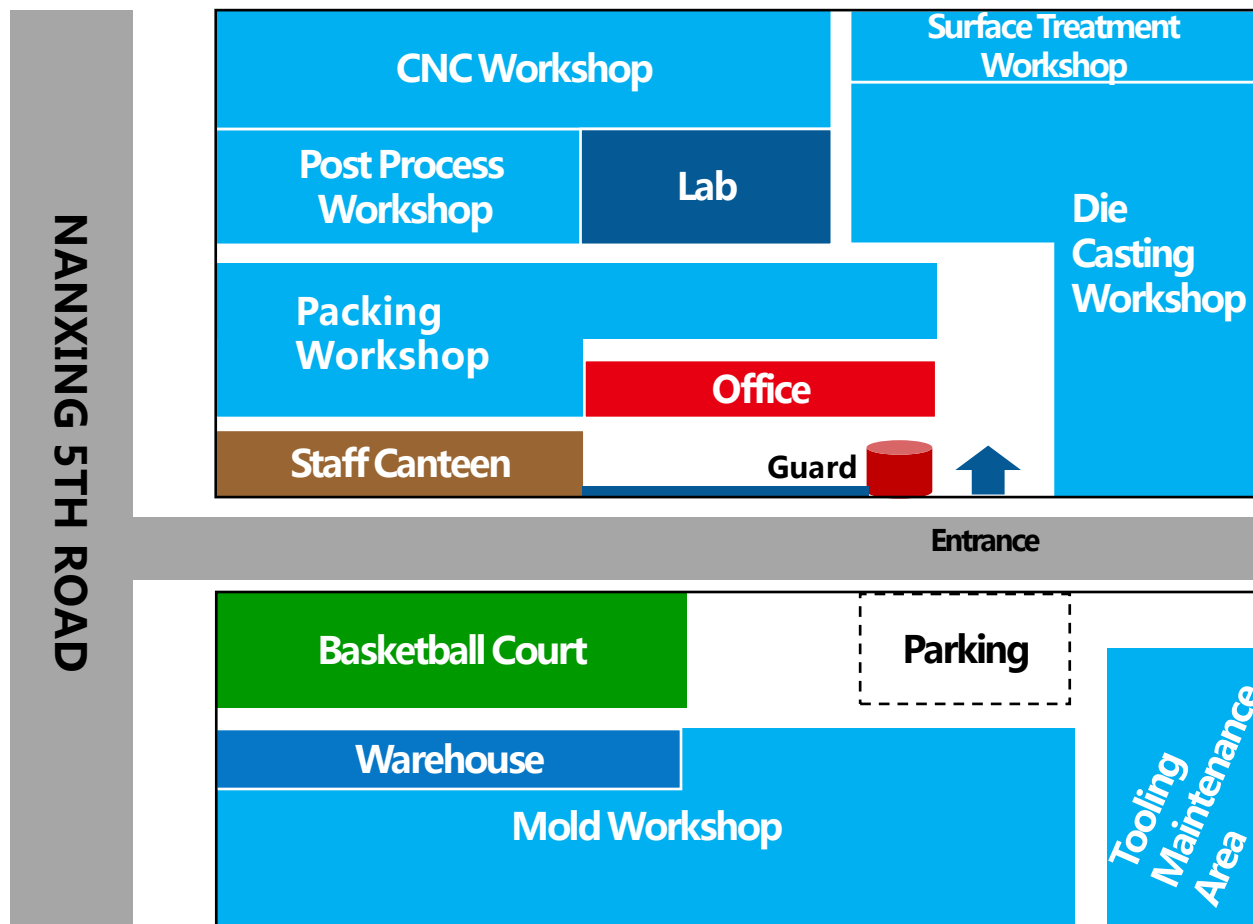 NANXING 5TH ROAD
CNC Workshop
Surface Treatment
Workshop
Post Process
Workshop
Lab
Die
Casting
Workshop
Packing
Workshop
Office
Staff Canteen
Guard
Entrance
Basketball Court
Parking
Warehouse
Mold Workshop
Tooling
Maintenance
Area